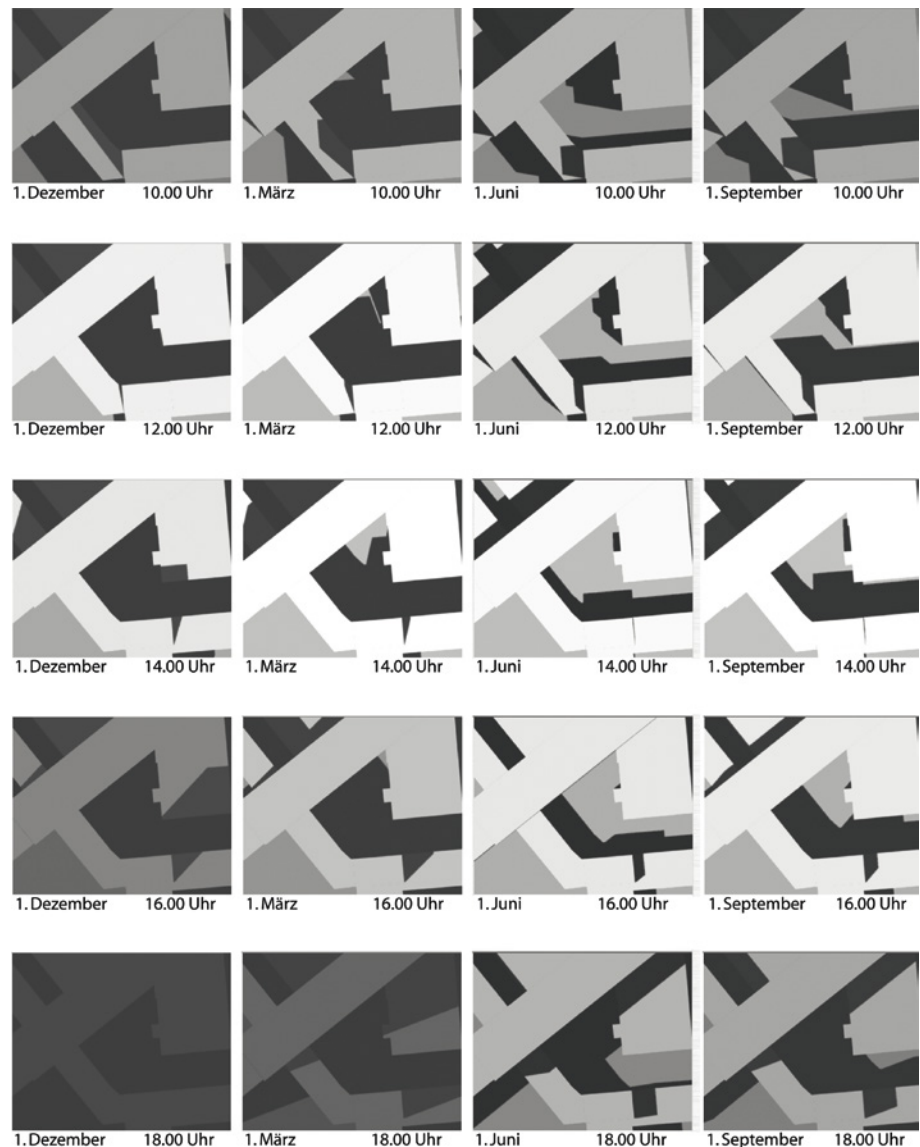 1. Dezember 10.00 Uhr 1. März 10.00 Uhr 1. Juni 10.00 Uhr 1. September 10.00 Uhr
1. Dezember 12.00 Uhr 1. März 12.00 Uhr 1. Juni 12.00 Uhr 1. September 12.00 Uhr
1. Dezember 14.00 Uhr 1. März 14.00 Uhr 1. Juni 14.00 Uhr 1. September 14.00 Uhr
1. Dezember 16.00 Uhr 1. März 16.00 Uhr 1. Juni 16.00 Uhr 1. September 16.00 Uhr
1. Dezember 18.00 Uhr 1. März 18.00 Uhr 1. Juni 18.00 Uhr 1. September 18.00 Uhr